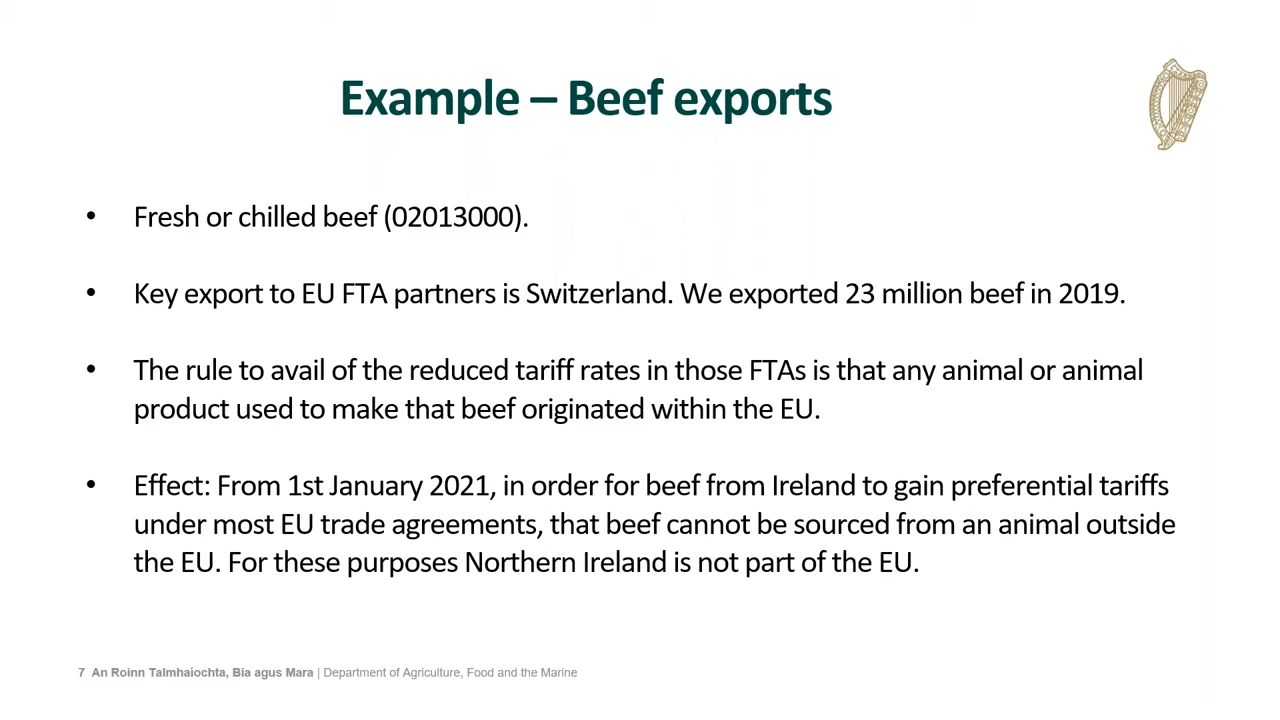 Example – Beef exports
• Fresh or chilled beef (02013000).
• Key export to EU FTA partners is Switzerland. We exported 23 million beef in 2019.
• The rule to avail of the reduced tariff rates in those FTAs is that any animal or animal
product used to make that beef originated within the EU.
• Effect: From 1st January 2021, in order for beef from Ireland to gain preferential tariffs
under most EU trade agreements, that beef cannot be sourced from an animal outside
the EU. For these purposes Northern Ireland is not part of the EU.
7 An Roinn Talmhaíochta, Bia agus Mara | Department of Agriculture, Food and the Marine